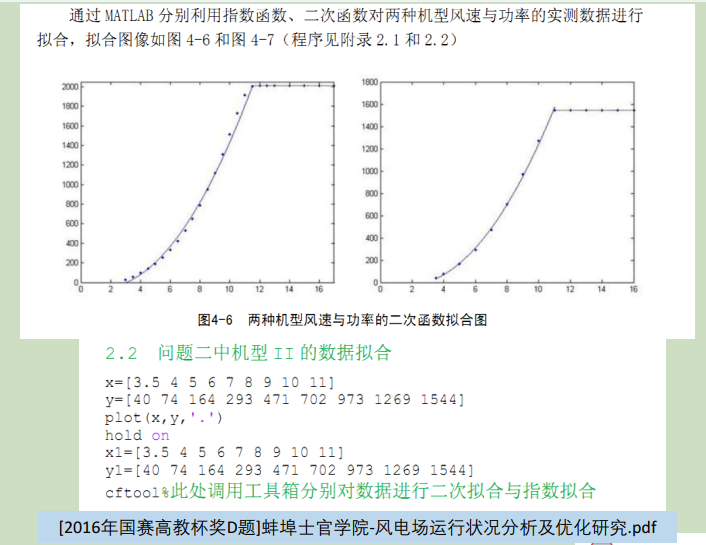 通过 MATLAB 分别利用指数函数、二次函数对两种机型风速与功率的实测数据进行
拟合，拟合图像如图 4-6 和图 4-7（程序见附录 2.1 和 2.2）
2000
1800
1600
1400
1200
1000
800
600
400
200
0
0 2 4 6 8 10 12 14 16
1800
1600
1400
1200
1000
800
600
400
200
0
0 2 4 6 8 10 12 14 16
图4-6 两种机型风速与功率的二次函数拟合图
2.2 问题二中机型 II 的数据拟合
x=[3.5 4 5 6 7 8 9 10 11]
y=[40 74 164 293 471 702 973 1269 1544]
plot(x,y,'.')
hold on
x1=[3.5 4 5 6 7 8 9 10 11]
y1=[40 74 164 293 471 702 973 1269 1544]
cftool%此处调用工具箱分别对数据进行二次拟合与指数拟合
[2016年国赛高教杯奖D题]蚌埠士官学院-风电场运行状况分析及优化研究.pdf